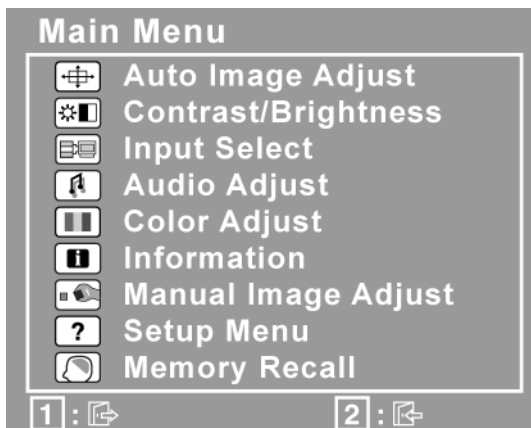 Main Menu
Auto Image Adjust
Contrast/Brightness
Input Select
Audio Adjust
Color Adjust
i Information
Manual Image Adjust
? Setup Menu
Memory Recall
1 : 2 :